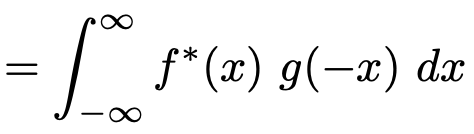 = ∫_{-∞}^{∞} f*(x) g(−x) dx